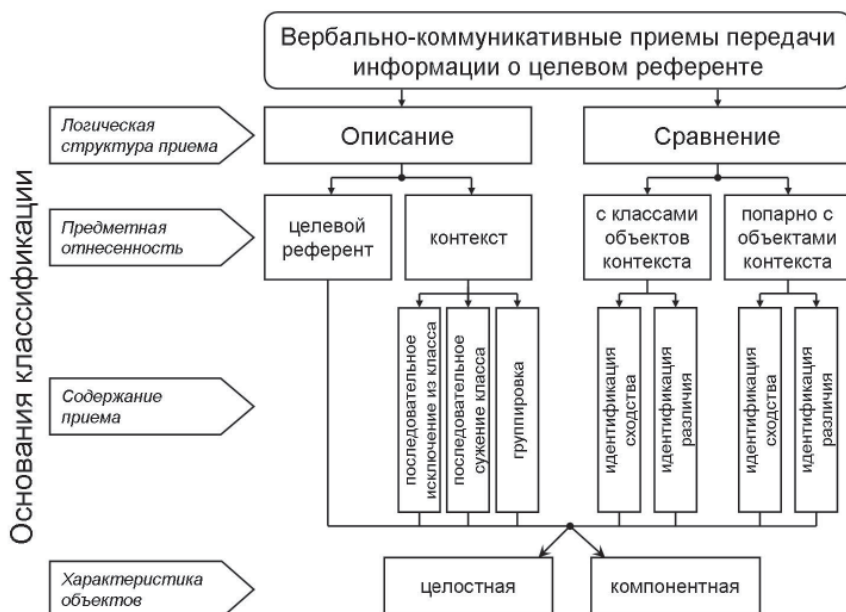 Вербально-коммуникативные приемы передачи
информации о целевом референте
Основания классификации
Логическая
структура приема
Описание
Сравнение
Предметная
отнесенность
целевой
референт
контекст
с классами
объектов
контекста
попарно с
объектами
контекста
Содержание
приема
последовательное
исключение из класса
последовательное
сужение класса
группировка
идентификация
сходства
идентификация
различия
идентификация
сходства
идентификация
различия
Характеристика
объектов
целостная
компонентная